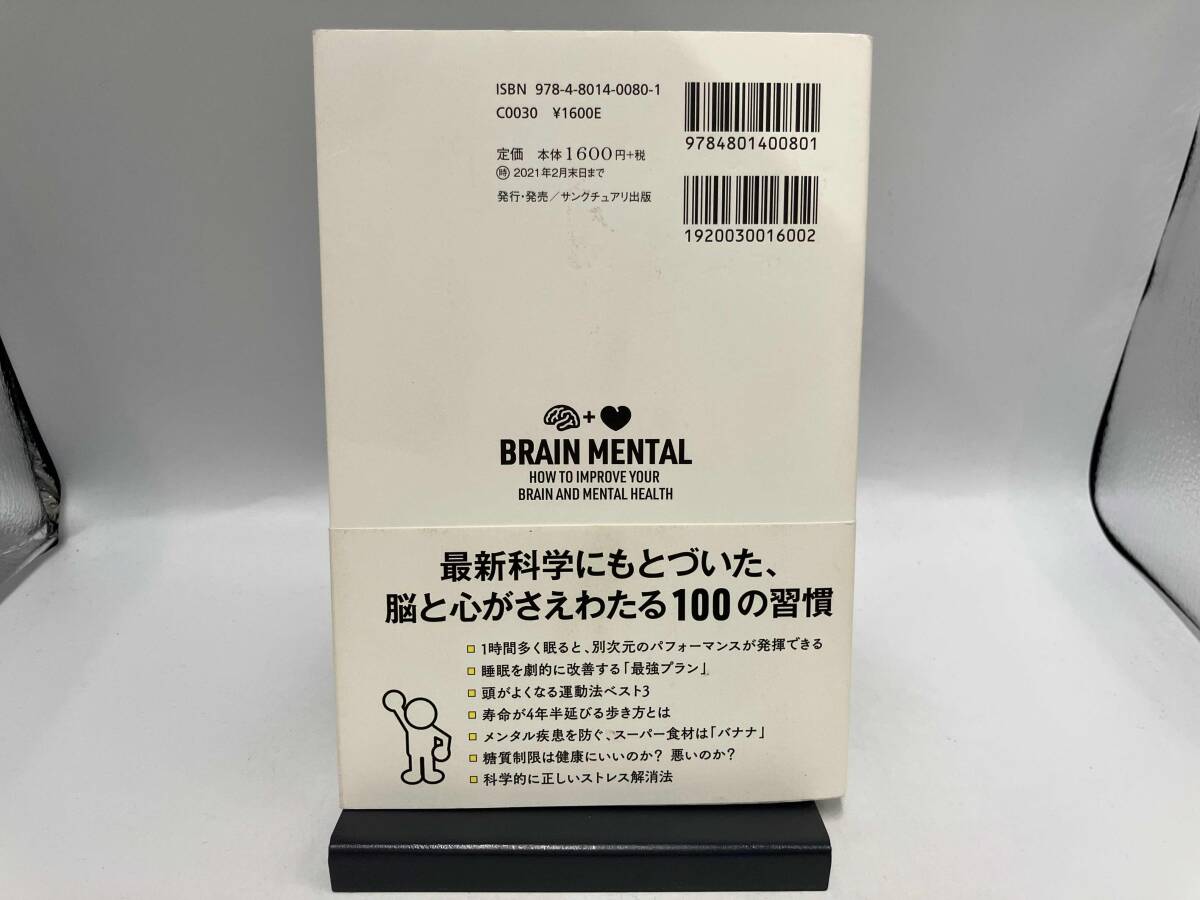 ISBN 978-4-8014-0080-1
C0030 ¥1600E
9784801400801
定価 本体1600円+税
時 2021年2月末日まで
発行・発売／サンクチュアリ出版
1920030016002
+
BRAIN MENTAL
HOW TO IMPROVE YOUR
BRAIN AND MENTAL HEALTH
最新科学にもとづいた、
脳と心がさえわたる100の習慣
1時間多く眠ると、別次元のパフォーマンスが発揮できる
睡眠を劇的に改善する「最強プラン」
頭がよくなる運動法ベスト3
寿命が4年半延びる歩き方とは
メンタル疾患を防ぐ、スーパー食材は「バナナ」
糖質制限は健康にいいのか? 悪いのか?
科学的に正しいストレス解消法